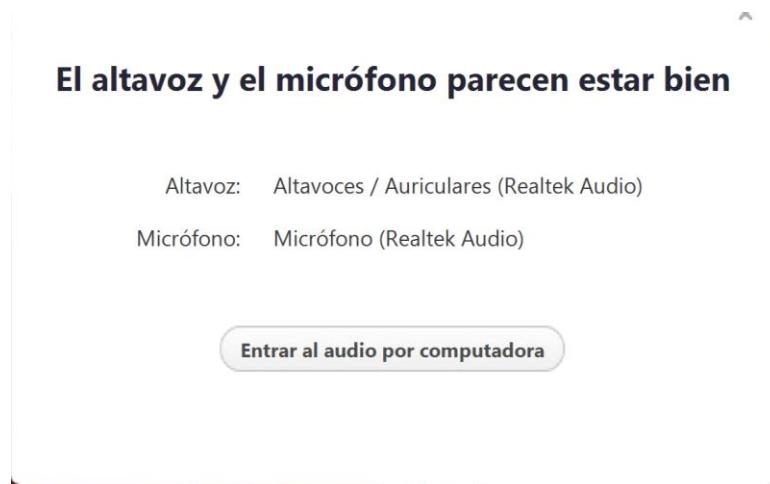 El altavoz y el micrófono parecen estar bien
Altavoz: Altavoces / Auriculares (Realtek Audio)
Micrófono: Micrófono (Realtek Audio)
Entrar al audio por computadora